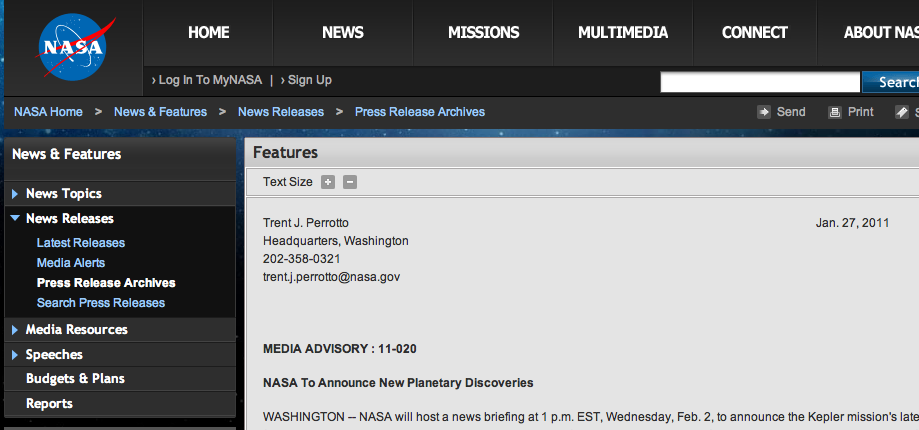 NASA
HOME NEWS MISSIONS MULTIMEDIA CONNECT ABOUT NAS
› Log In To MyNASA | › Sign Up
Searc
NASA Home > News & Features > News Releases > Press Release Archives
Send Print S
News & Features
News Topics
News Releases
Latest Releases
Media Alerts
Press Release Archives
Search Press Releases
Media Resources
Speeches
Budgets & Plans
Reports
Features
Text Size + −
Trent J. Perrotto Jan. 27, 2011
Headquarters, Washington
202-358-0321
trent.j.perrotto@nasa.gov
MEDIA ADVISORY : 11-020
NASA To Announce New Planetary Discoveries
WASHINGTON -- NASA will host a news briefing at 1 p.m. EST, Wednesday, Feb. 2, to announce the Kepler mission's late